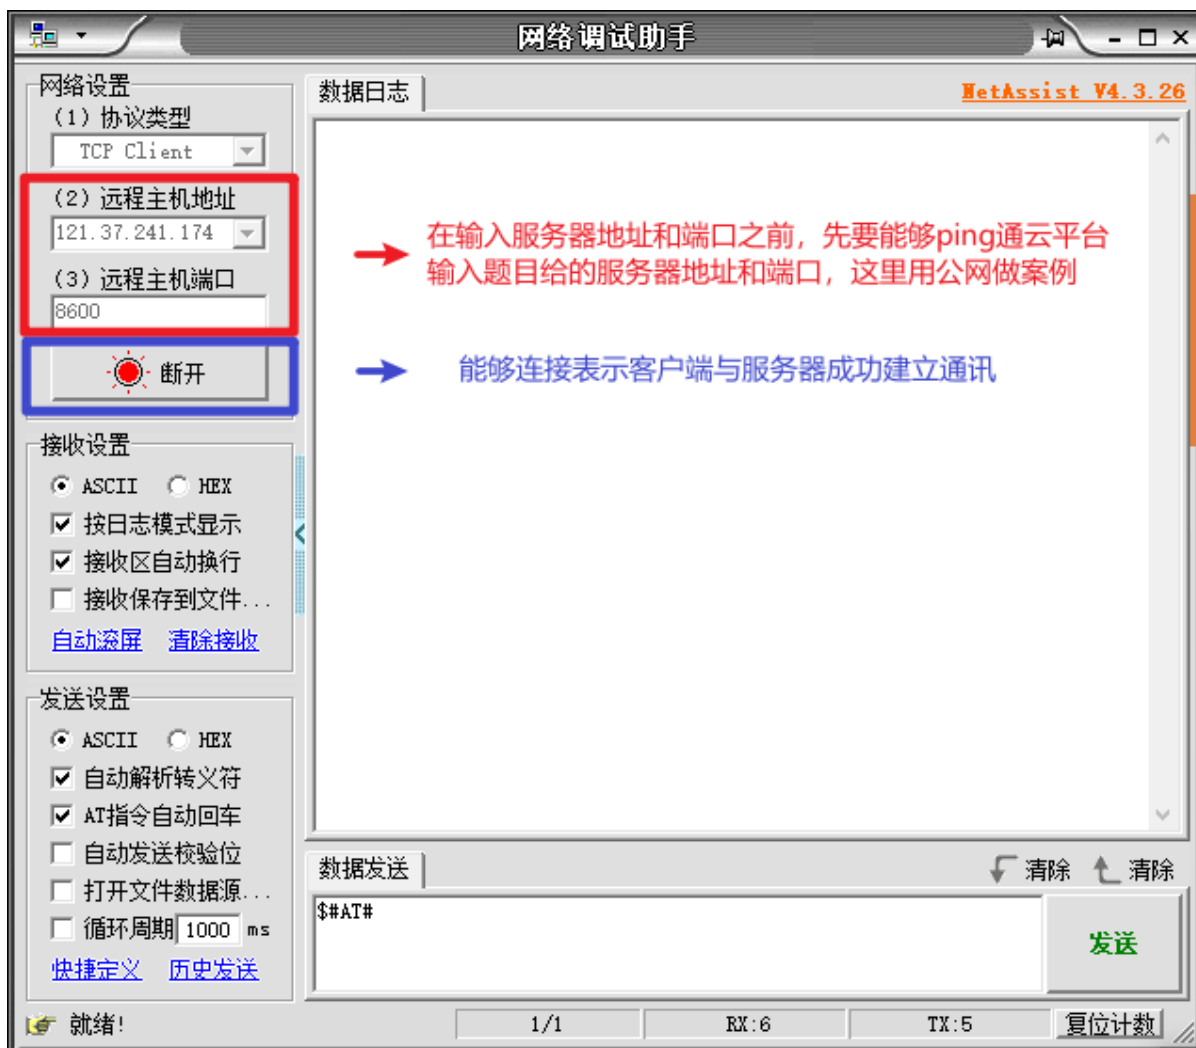 网络调试助手
网络设置
(1) 协议类型
TCP Client
(2) 远程主机地址
121.37.241.174
(3) 远程主机端口
8600
断开
接收设置
ASCII HEX
按日志模式显示
接收区自动换行
接收保存到文件...
自动滚屏 清除接收
发送设置
ASCII HEX
自动解析转义符
AT指令自动回车
自动发送校验位
打开文件数据源...
循环周期 1000 ms
快捷定义 历史发送
数据日志
NetAssist V4.3.26
在输入服务器地址和端口之前，先要能够ping通云平台
输入题目给的服务器地址和端口，这里用公网做案例
能够连接表示客户端与服务器成功建立通讯
数据发送
清除 清除
$#AT#
发送
就绪!
1/1
RX:6
TX:5
复位计数